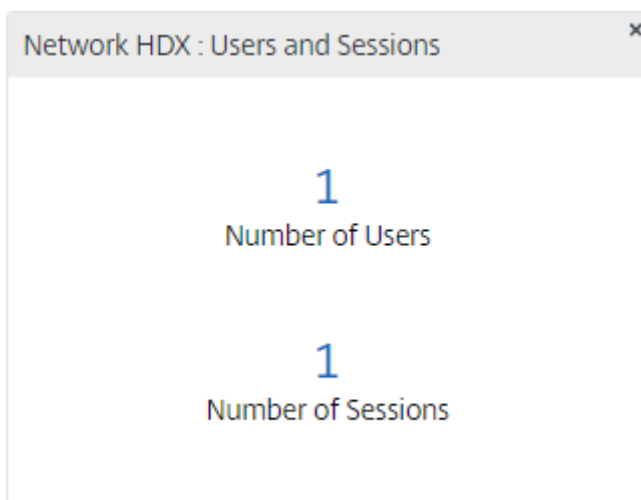 Network HDX : Users and Sessions
1
Number of Users
1
Number of Sessions